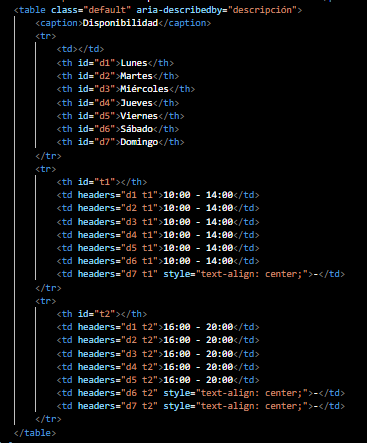 <table class="default" aria-describedby="descripción">
<caption>Disponibilidad</caption>
<tr>
<td></td>
<th id="d1">Lunes</th>
<th id="d2">Martes</th>
<th id="d3">Miércoles</th>
<th id="d4">Jueves</th>
<th id="d5">Viernes</th>
<th id="d6">Sábado</th>
<th id="d7">Domingo</th>
</tr>
<tr>
<th id="t1"></th>
<td headers="d1 t1">10:00 - 14:00</td>
<td headers="d2 t1">10:00 - 14:00</td>
<td headers="d3 t1">10:00 - 14:00</td>
<td headers="d4 t1">10:00 - 14:00</td>
<td headers="d5 t1">10:00 - 14:00</td>
<td headers="d6 t1">10:00 - 14:00</td>
<td headers="d7 t1" style="text-align: center;">-</td>
</tr>
<tr>
<th id="t2"></th>
<td headers="d1 t2">16:00 - 20:00</td>
<td headers="d2 t2">16:00 - 20:00</td>
<td headers="d3 t2">16:00 - 20:00</td>
<td headers="d4 t2">16:00 - 20:00</td>
<td headers="d5 t2">16:00 - 20:00</td>
<td headers="d6 t2" style="text-align: center;">-</td>
<td headers="d7 t2" style="text-align: center;">-</td>
</tr>
</table>